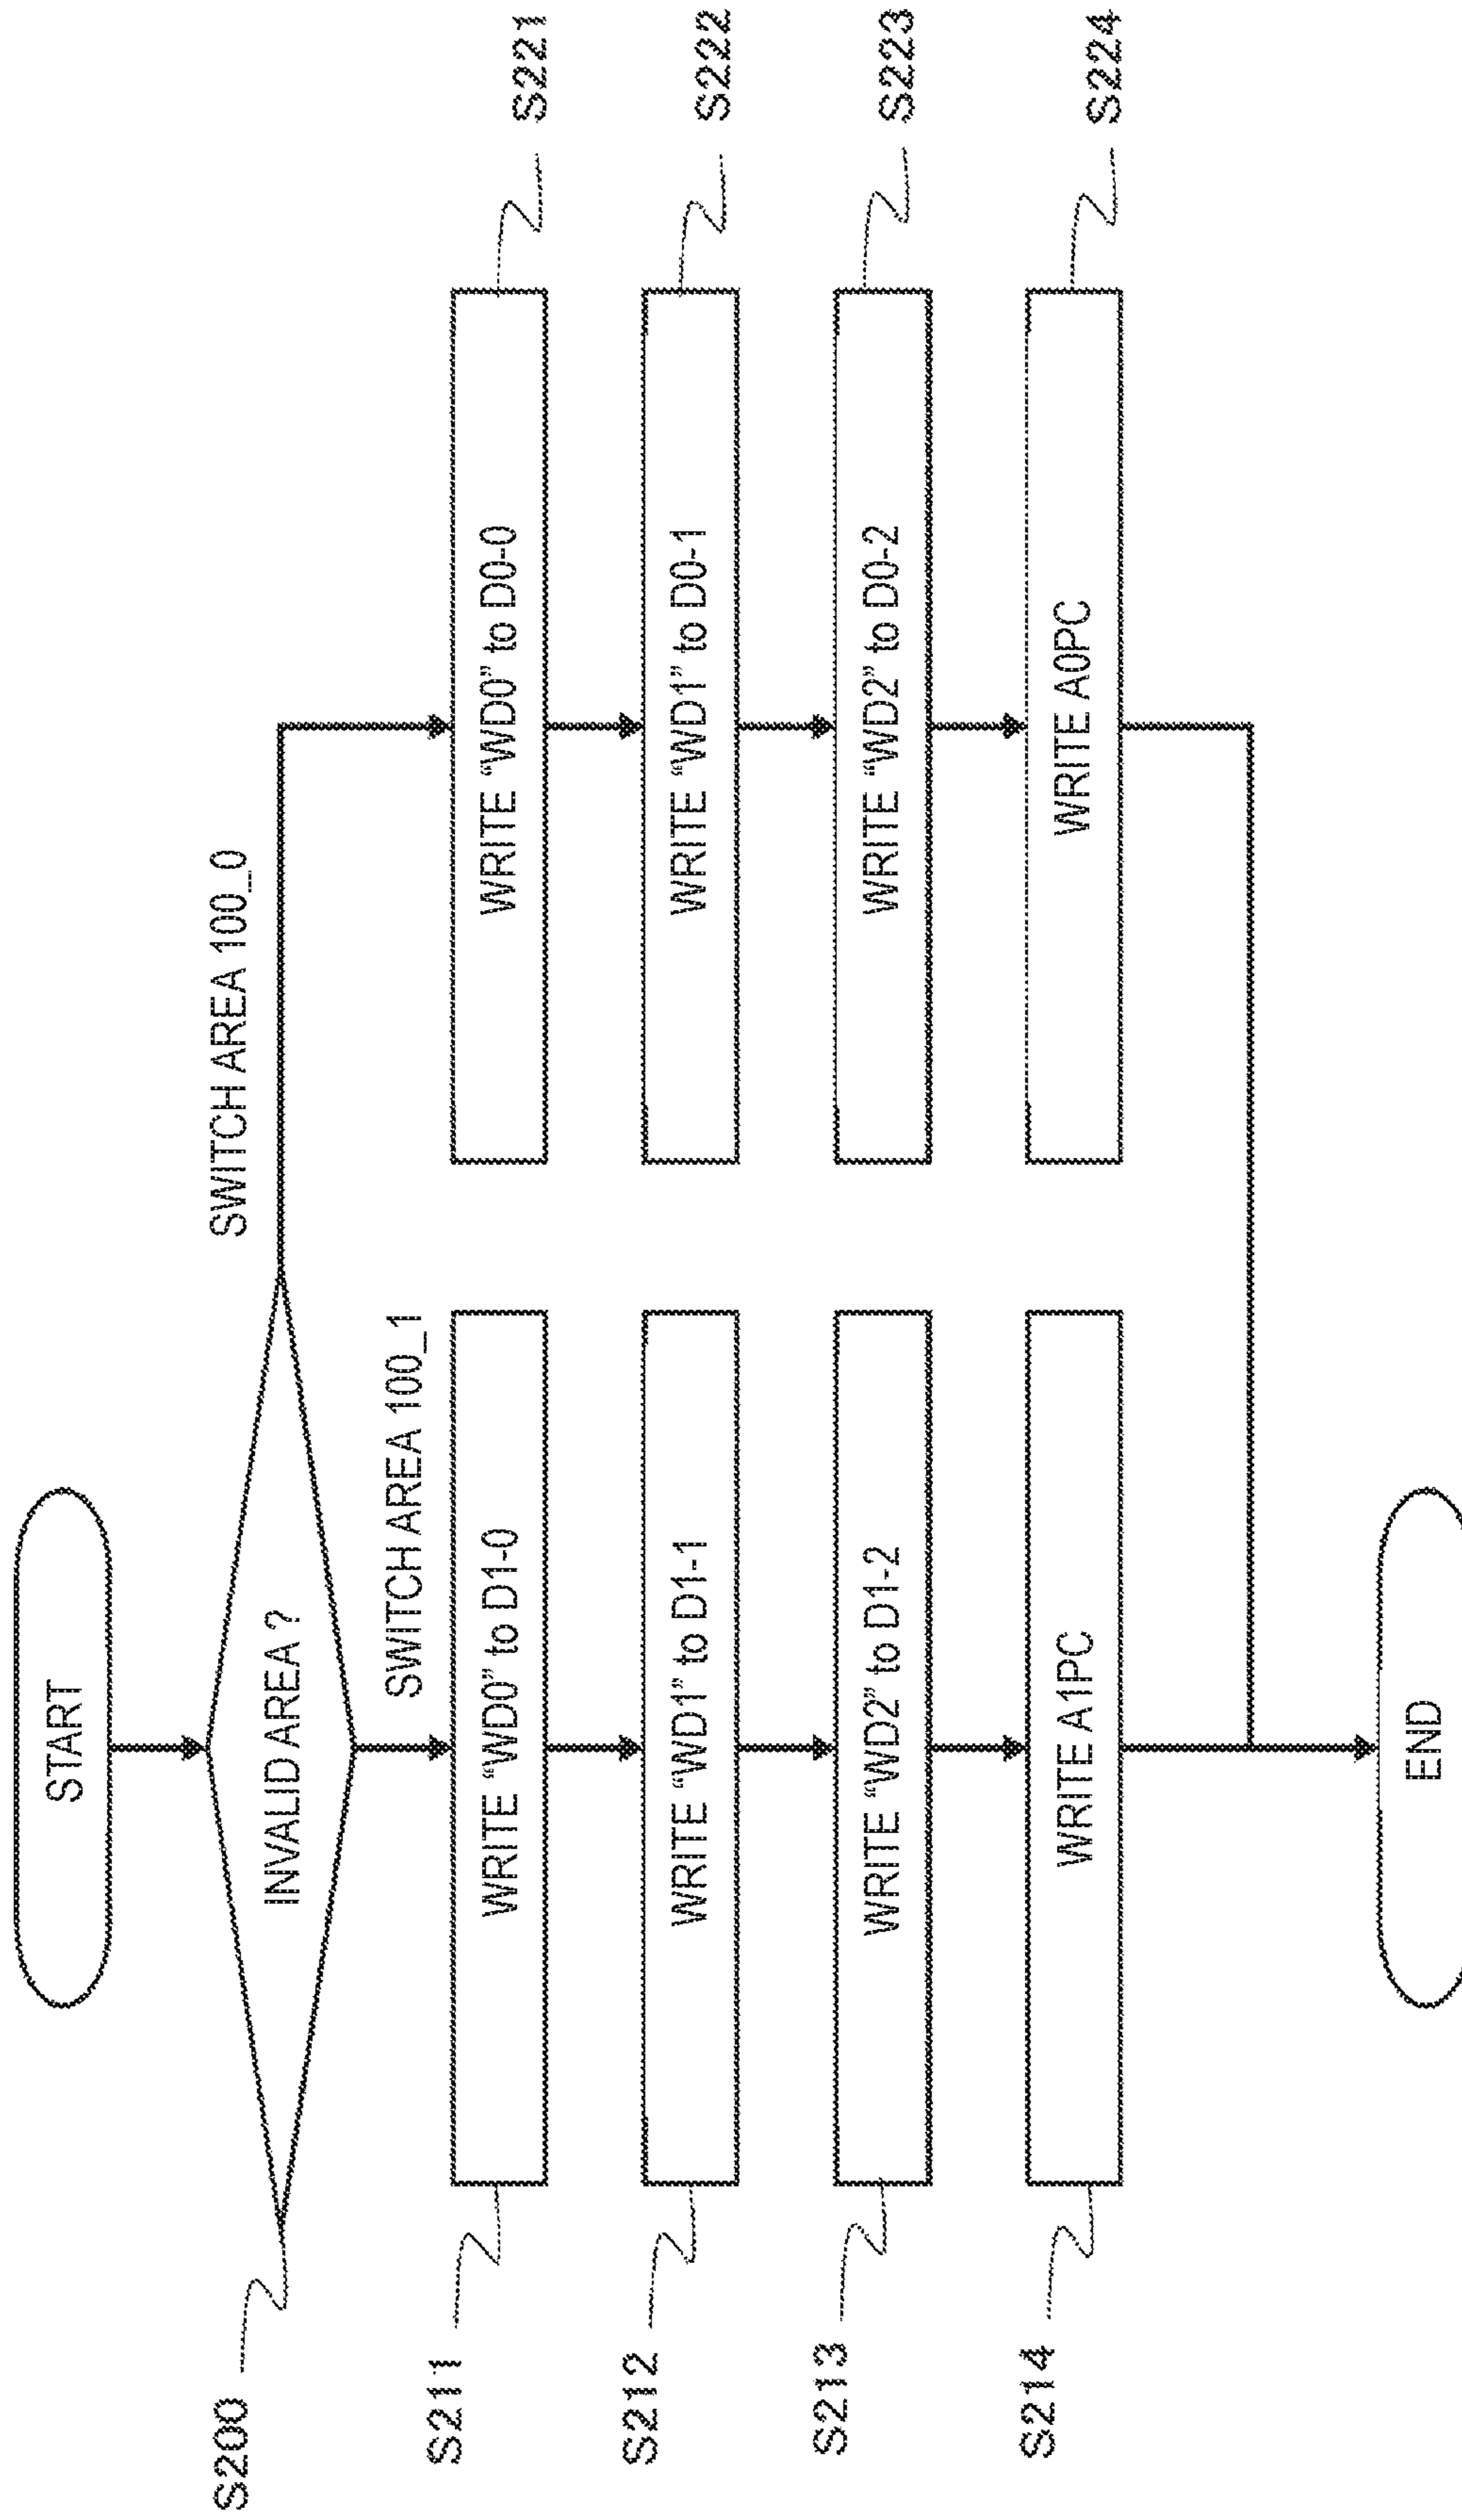 START
S200
INVALID AREA ?
SWITCH AREA 100_0
SWITCH AREA 100_1
S211
WRITE “WD0” to D1-0
WRITE “WD0” to D0-0
S221
S212
WRITE “WD1” to D1-1
WRITE “WD1” to D0-1
S222
S213
WRITE “WD2” to D1-2
WRITE “WD2” to D0-2
S223
S214
WRITE A1PC
WRITE A0PC
S224
END